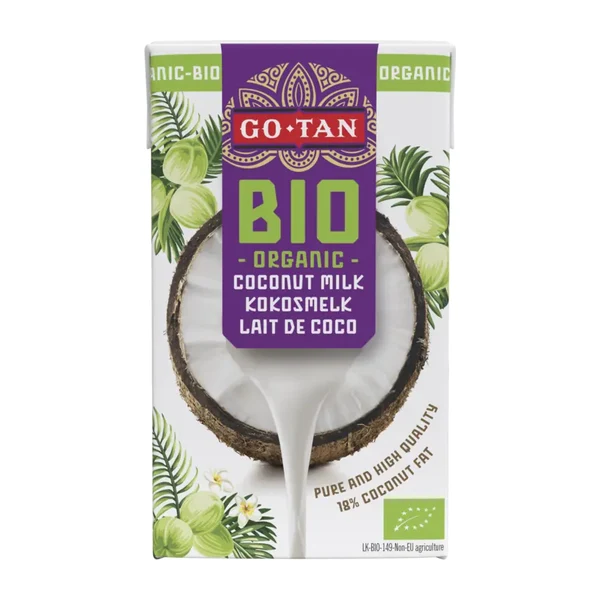 ANIC-BIO
ORGANIC
GO·TAN
BIO
- ORGANIC -
COCONUT MILK
KOKOSMELK
LAIT DE COCO
PURE AND HIGH QUALITY
18% COCONUT FAT
LK-BIO-149-Non-EU agriculture